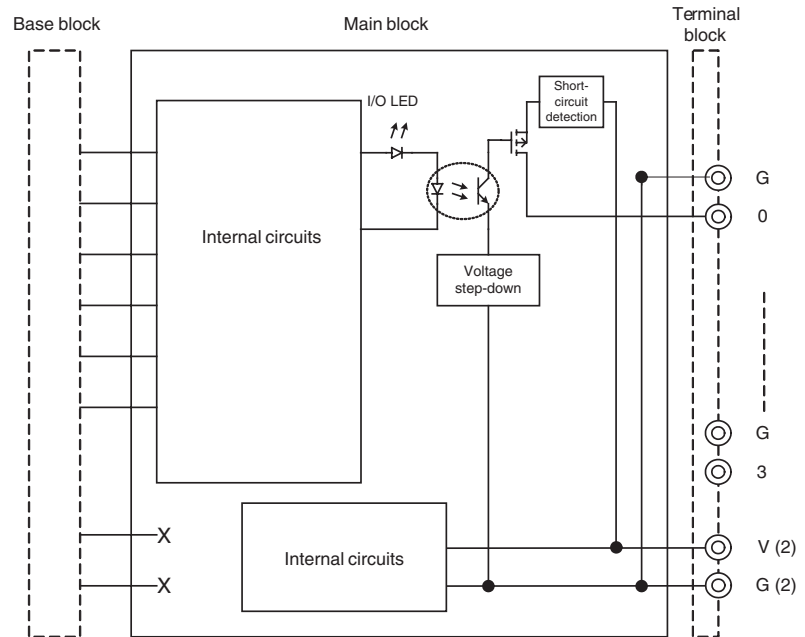 Base block
Main block
Terminal
block
I/O LED
Short-
circuit
detection
G
0
Internal circuits
Voltage
step-down
G
3
X
Internal circuits
V (2)
X
G (2)